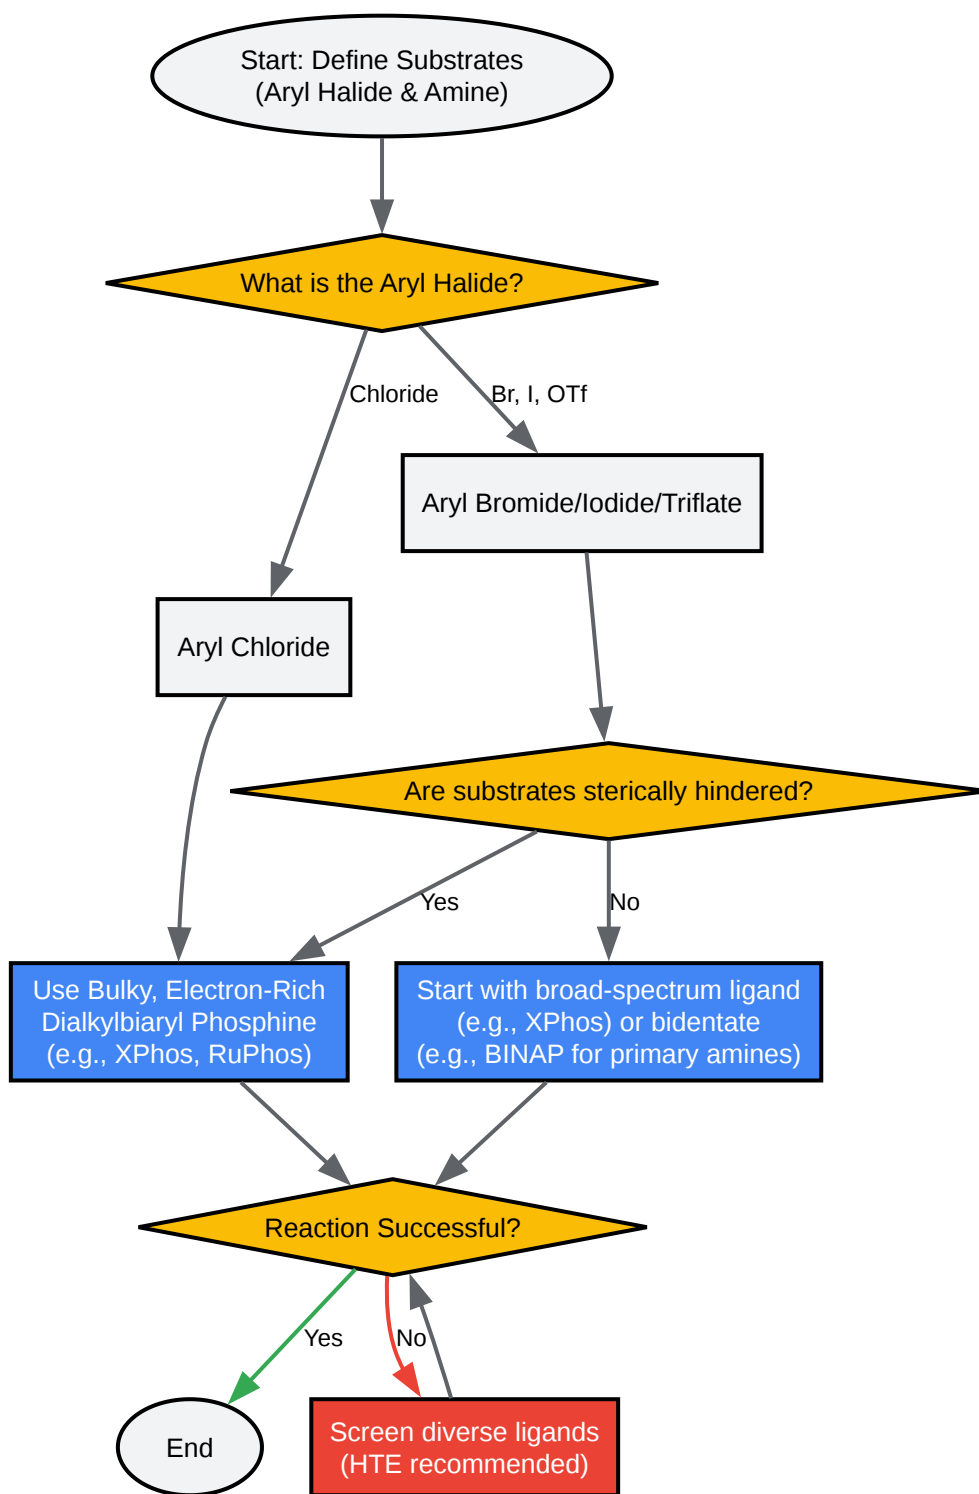 Start: Define Substrates
(Aryl Halide & Amine)
What is the Aryl Halide?
Chloride
Br, I, OTf
Aryl Bromide/Iodide/Triflate
Aryl Chloride
Are substrates sterically hindered?
Yes
No
Use Bulky, Electron-Rich
Dialkylbiaryl Phosphine
(e.g., XPhos, RuPhos)
Start with broad-spectrum ligand
(e.g., XPhos) or bidentate
(e.g., BINAP for primary amines)
Reaction Successful?
Yes
No
End
Screen diverse ligands
(HTE recommended)